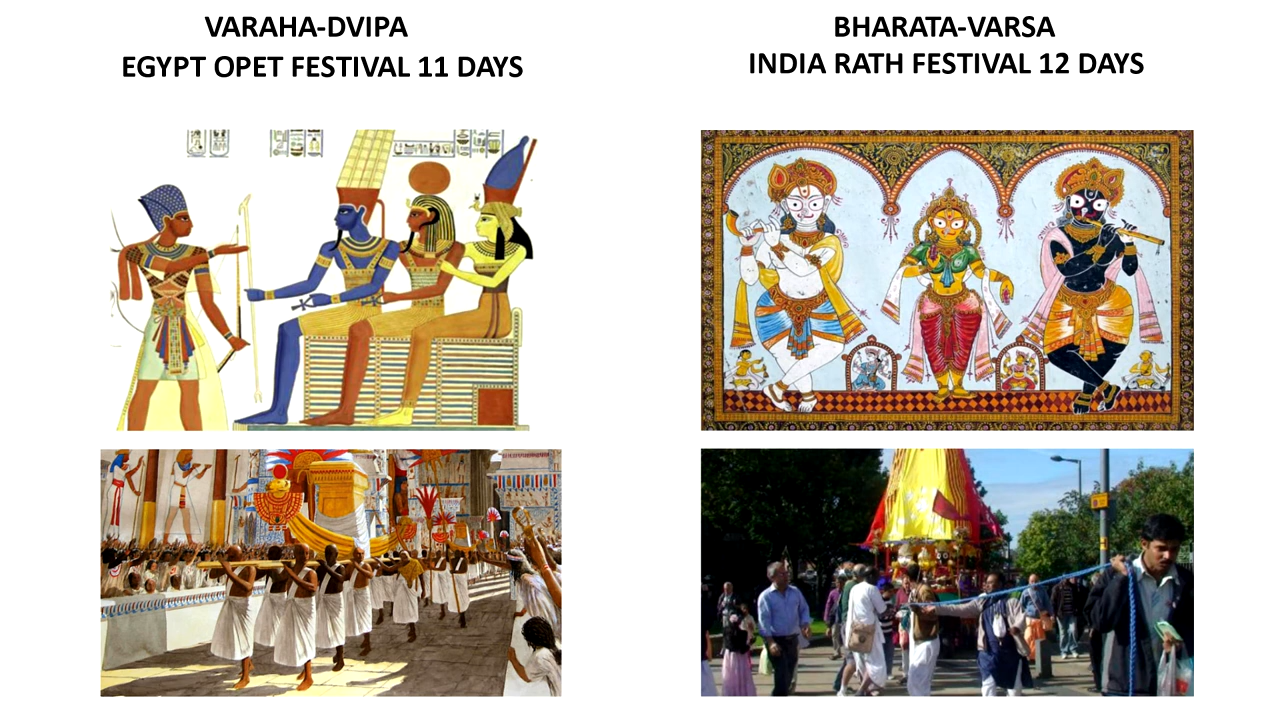 VARAHA-DVIPA
EGYPT OPET FESTIVAL 11 DAYS
BHARATA-VARSA
INDIA RATH FESTIVAL 12 DAYS